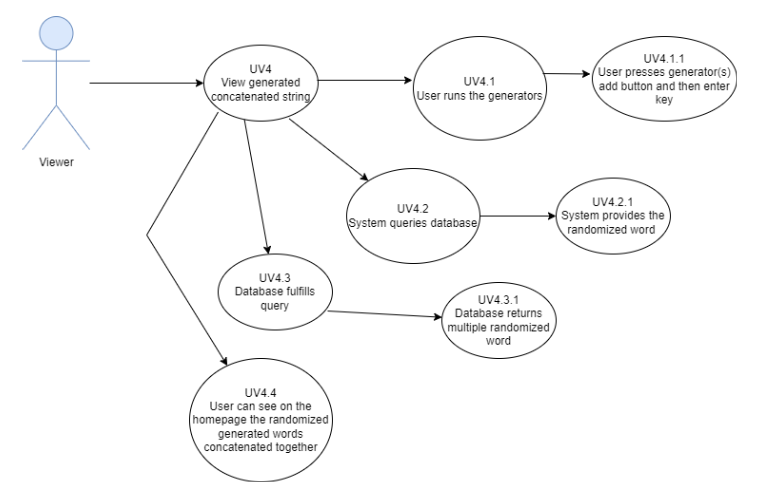 UV4
View generated
concatenated string
UV4.1
User runs the generators
UV4.1.1
User presses generator(s)
add button and then enter
key
Viewer
UV4.2
System queries database
UV4.2.1
System provides the
randomized word
UV4.3
Database fulfills
query
UV4.3.1
Database returns
multiple randomized
word
UV4.4
User can see on the
homepage the randomized
generated words
concatenated together